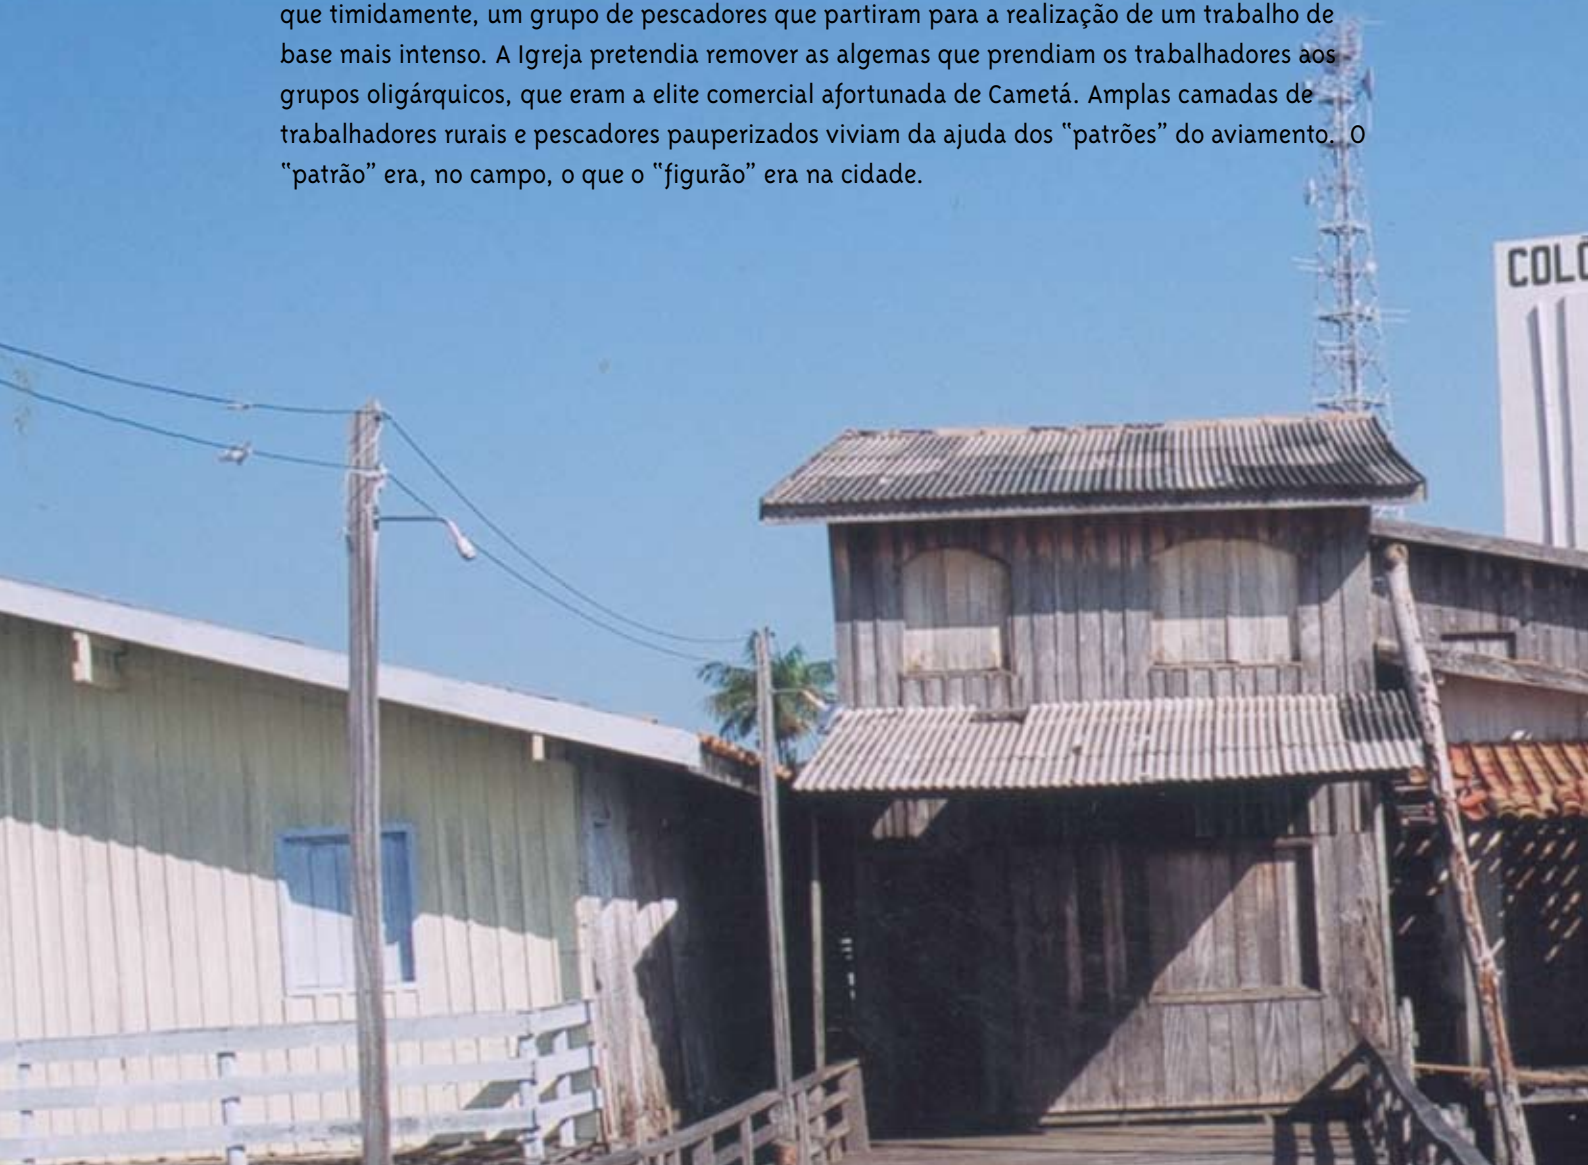 que timidamente, um grupo de pescadores que partiram para a realização de um trabalho de
base mais intenso. A Igreja pretendia remover as algemas que prendiam os trabalhadores aos
grupos oligárquicos, que eram a elite comercial afortunada de Cametá. Amplas camadas de
trabalhadores rurais e pescadores pauperizados viviam da ajuda dos “patrões” do aviamento. O
“patrão” era, no campo, o que o “figurão” era na cidade.
COLÔ